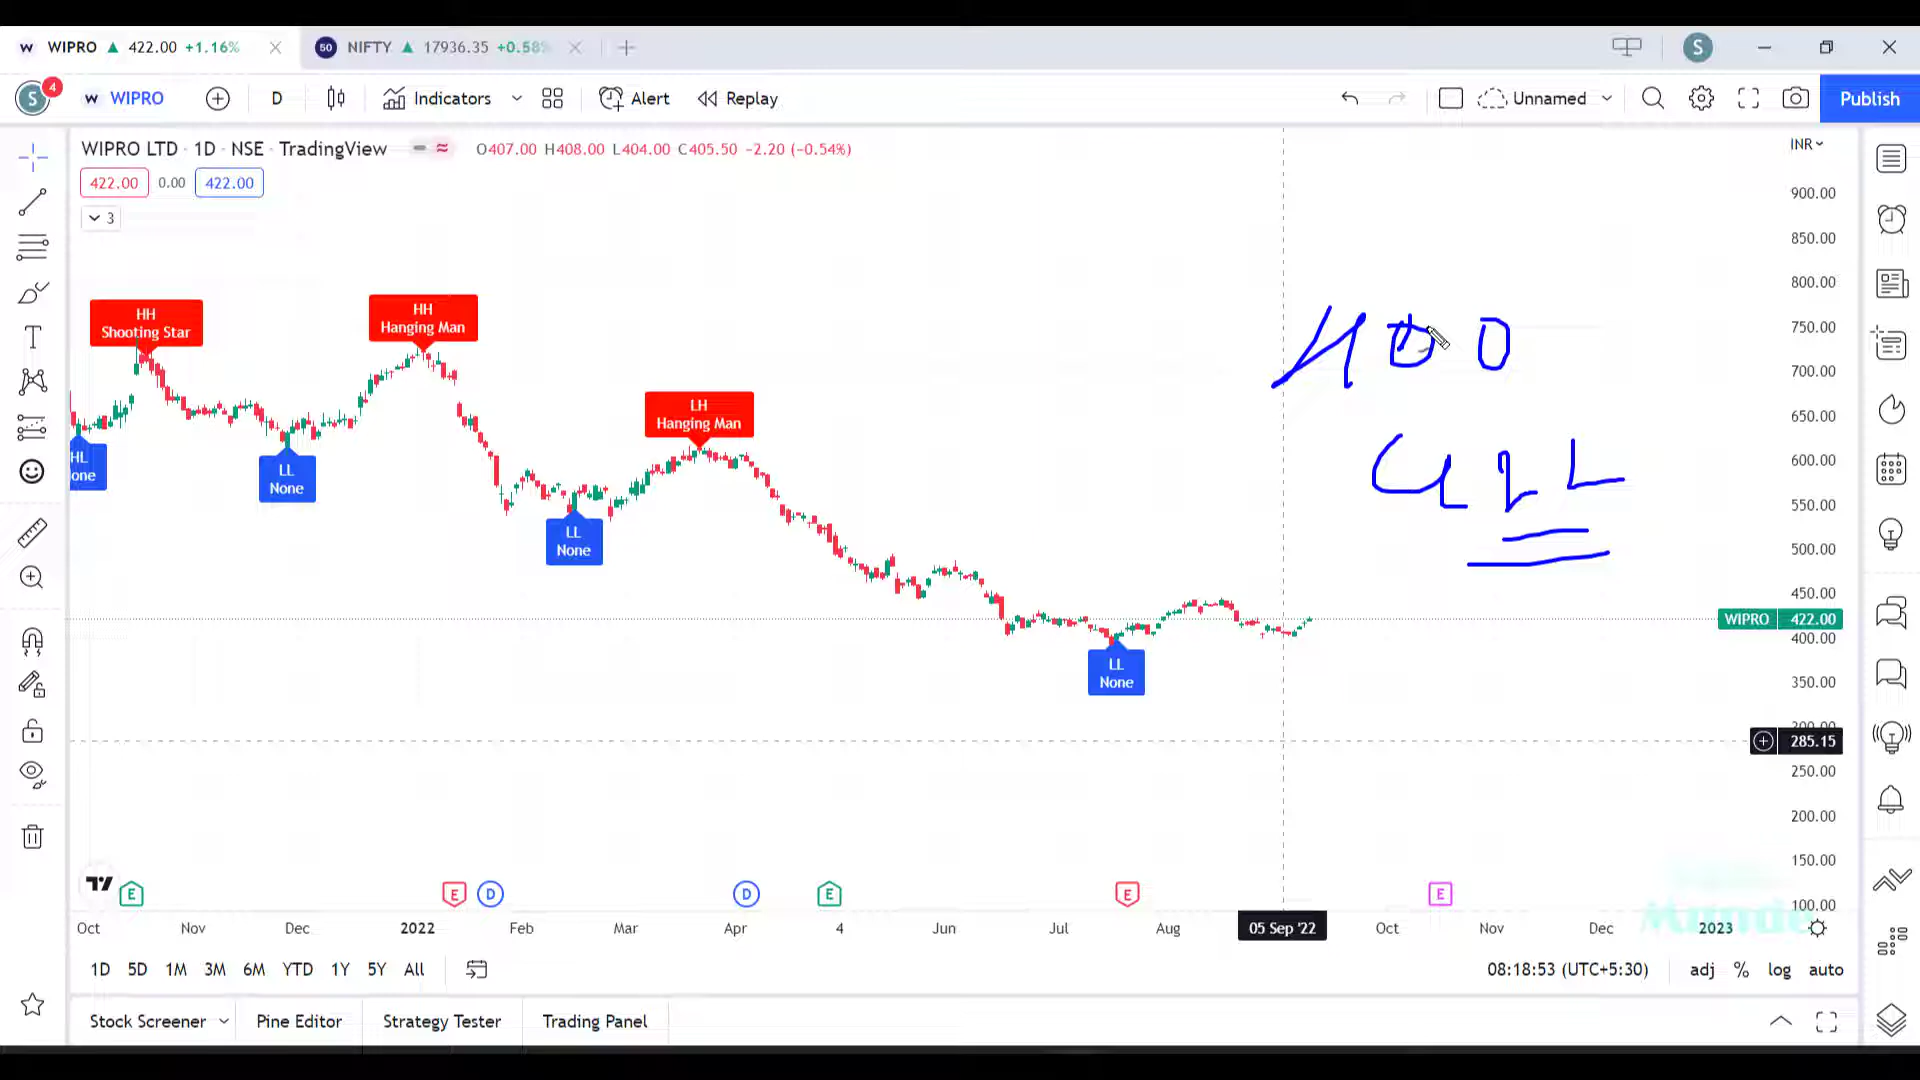 WIPRO ▲ 422.00 +1.16%
50 NIFTY ▲ 17936.35 +0.58%
S
S 4 WIPRO D Indicators Alert Replay Unnamed Publish
WIPRO LTD · 1D · NSE · TradingView O407.00 H408.00 L404.00 C405.50 −2.20 (−0.54%)
INR
422.00 0.00 422.00
3
900.00
850.00
800.00
750.00
700.00
650.00
600.00
550.00
500.00
450.00
WIPRO 422.00
400.00
350.00
300.00
285.15
250.00
200.00
150.00
100.00
HH
Shooting Star
HH
Hanging Man
LH
Hanging Man
HL
one
LL
None
LL
None
LL
None
400
E E D D E E E
Oct Nov Dec 2022 Feb Mar Apr 4 Jun Jul Aug 05 Sep '22 Oct Nov Dec 2023
1D 5D 1M 3M 6M YTD 1Y 5Y All 08:18:53 (UTC+5:30) adj % log auto
Stock Screener Pine Editor Strategy Tester Trading Panel